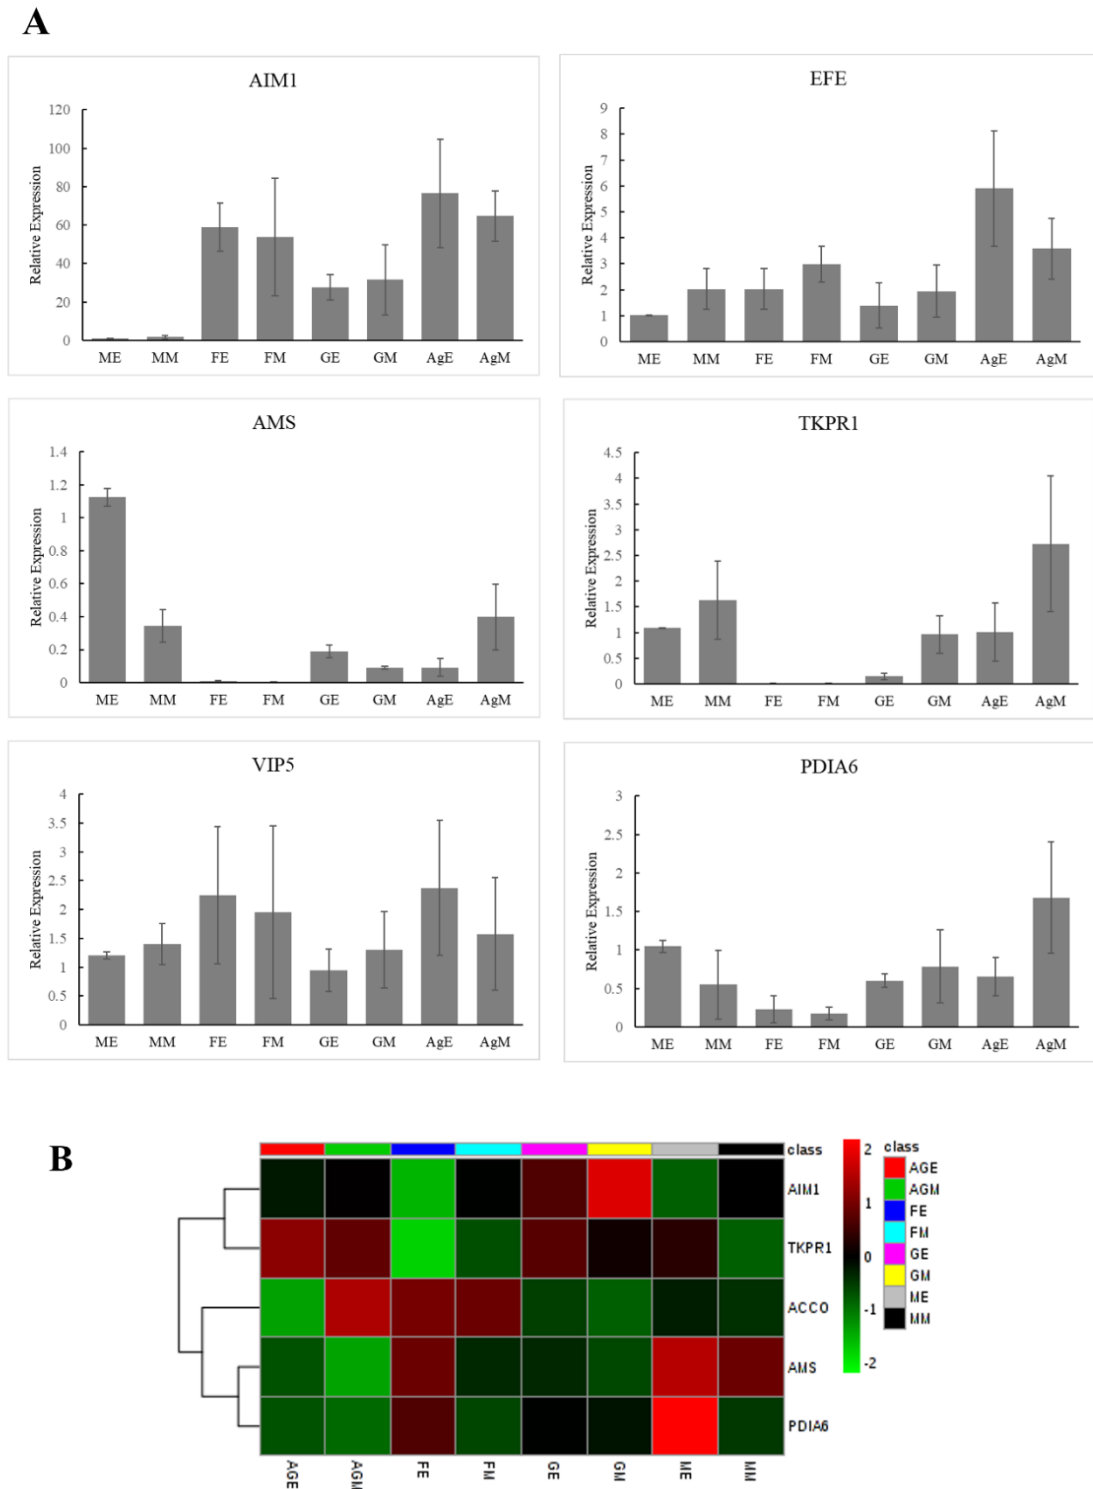 A
AIM1
Relative Expression
120
100
80
60
40
20
0
ME MM FE FM GE GM AgE AgM
EFE
Relative Expression
9
8
7
6
5
4
3
2
1
0
ME MM FE FM GE GM AgE AgM
AMS
Relative Expression
1.4
1.2
1
0.8
0.6
0.4
0.2
0
ME MM FE FM GE GM AgE AgM
TKPR1
Relative Expression
4.5
4
3.5
3
2.5
2
1.5
1
0.5
0
ME MM FE FM GE GM AgE AgM
VIP5
Relative Expression
4
3.5
3
2.5
2
1.5
1
0.5
0
ME MM FE FM GE GM AgE AgM
PDIA6
Relative Expression
3
2.5
2
1.5
1
0.5
0
ME MM FE FM GE GM AgE AgM
B
class
AIM1
TKPR1
ACCO
AMS
PDIA6
AGE AGM FE FM GE GM ME MM
2
1
0
-1
-2
class
AGE
AGM
FE
FM
GE
GM
ME
MM